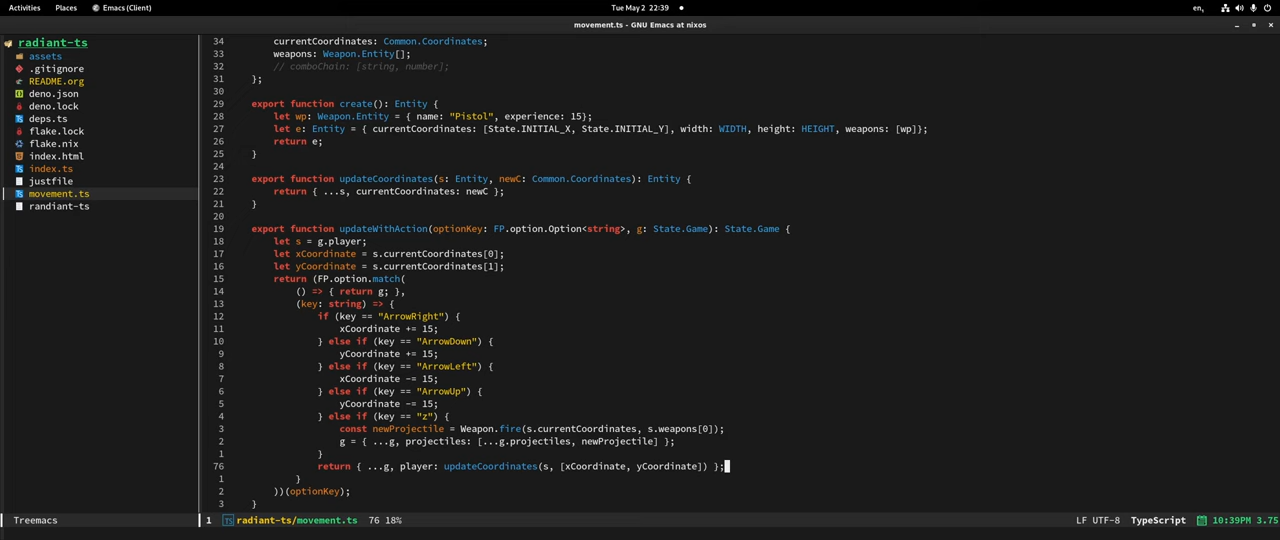 Activities Places Emacs (Client) Tue May 2 22:39 en,
movement.ts - GNU Emacs at nixos
radiant-ts
assets
.gitignore
README.org
deno.json
deno.lock
deps.ts
flake.lock
flake.nix
index.html
index.ts
justfile
movement.ts
randiant-ts
34 currentCoordinates: Common.Coordinates;
33 weapons: Weapon.Entity[];
32 // comboChain: [string, number];
31 };
30
29 export function create(): Entity {
28 let wp: Weapon.Entity = { name: "Pistol", experience: 15};
27 let e: Entity = { currentCoordinates: [State.INITIAL_X, State.INITIAL_Y], width: WIDTH, height: HEIGHT, weapons: [wp]};
26 return e;
25 }
24
23 export function updateCoordinates(s: Entity, newC: Common.Coordinates): Entity {
22 return { ...s, currentCoordinates: newC };
21 }
20
19 export function updateWithAction(optionKey: FP.option.Option<string>, g: State.Game): State.Game {
18 let s = g.player;
17 let xCoordinate = s.currentCoordinates[0];
16 let yCoordinate = s.currentCoordinates[1];
15 return (FP.option.match(
14 () => { return g; },
13 (key: string) => {
12 if (key == "ArrowRight") {
11 xCoordinate += 15;
10 } else if (key == "ArrowDown") {
9 yCoordinate += 15;
8 } else if (key == "ArrowLeft") {
7 xCoordinate -= 15;
6 } else if (key == "ArrowUp") {
5 yCoordinate -= 15;
4 } else if (key == "z") {
3 const newProjectile = Weapon.fire(s.currentCoordinates, s.weapons[0]);
2 g = { ...g, projectiles: [...g.projectiles, newProjectile] };
1 }
76 return { ...g, player: updateCoordinates(s, [xCoordinate, yCoordinate]) };
1 }
2 ))(optionKey);
3 }
Treemacs 1 radiant-ts/movement.ts 76 18% LF UTF-8 TypeScript 10:39PM 3.75